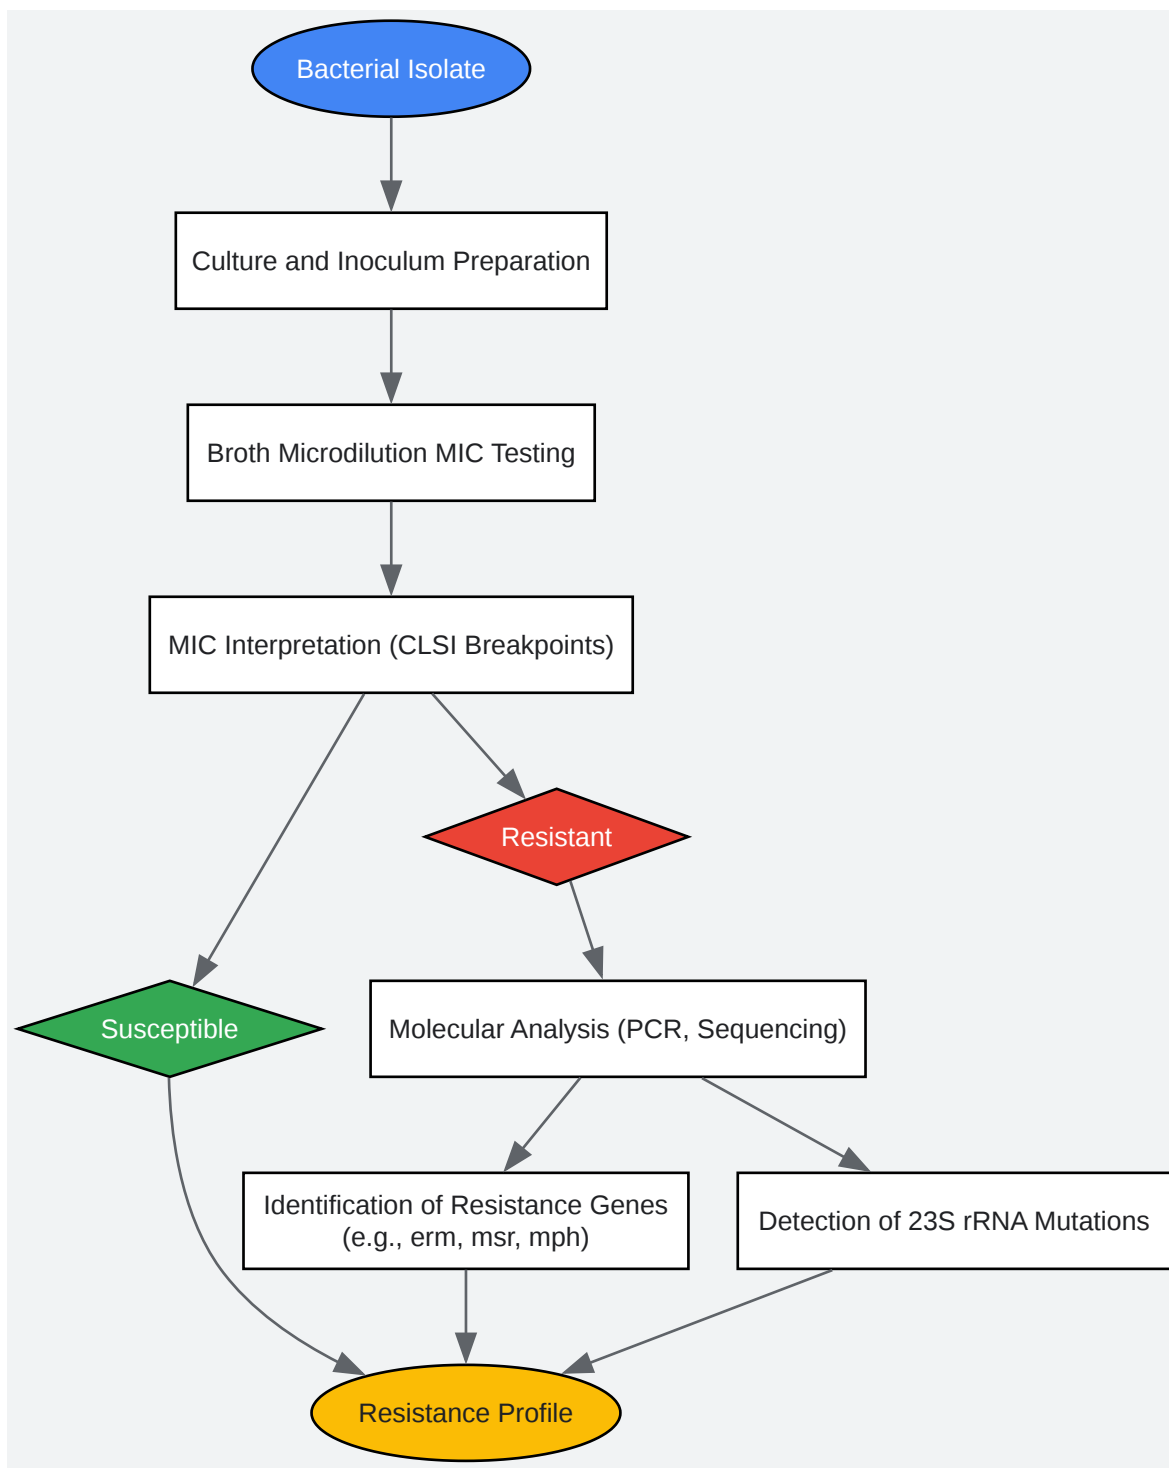 Bacterial Isolate
Culture and Inoculum Preparation
Broth Microdilution MIC Testing
MIC Interpretation (CLSI Breakpoints)
Resistant
Susceptible
Molecular Analysis (PCR, Sequencing)
Identification of Resistance Genes
(e.g., erm, msr, mph)
Detection of 23S rRNA Mutations
Resistance Profile